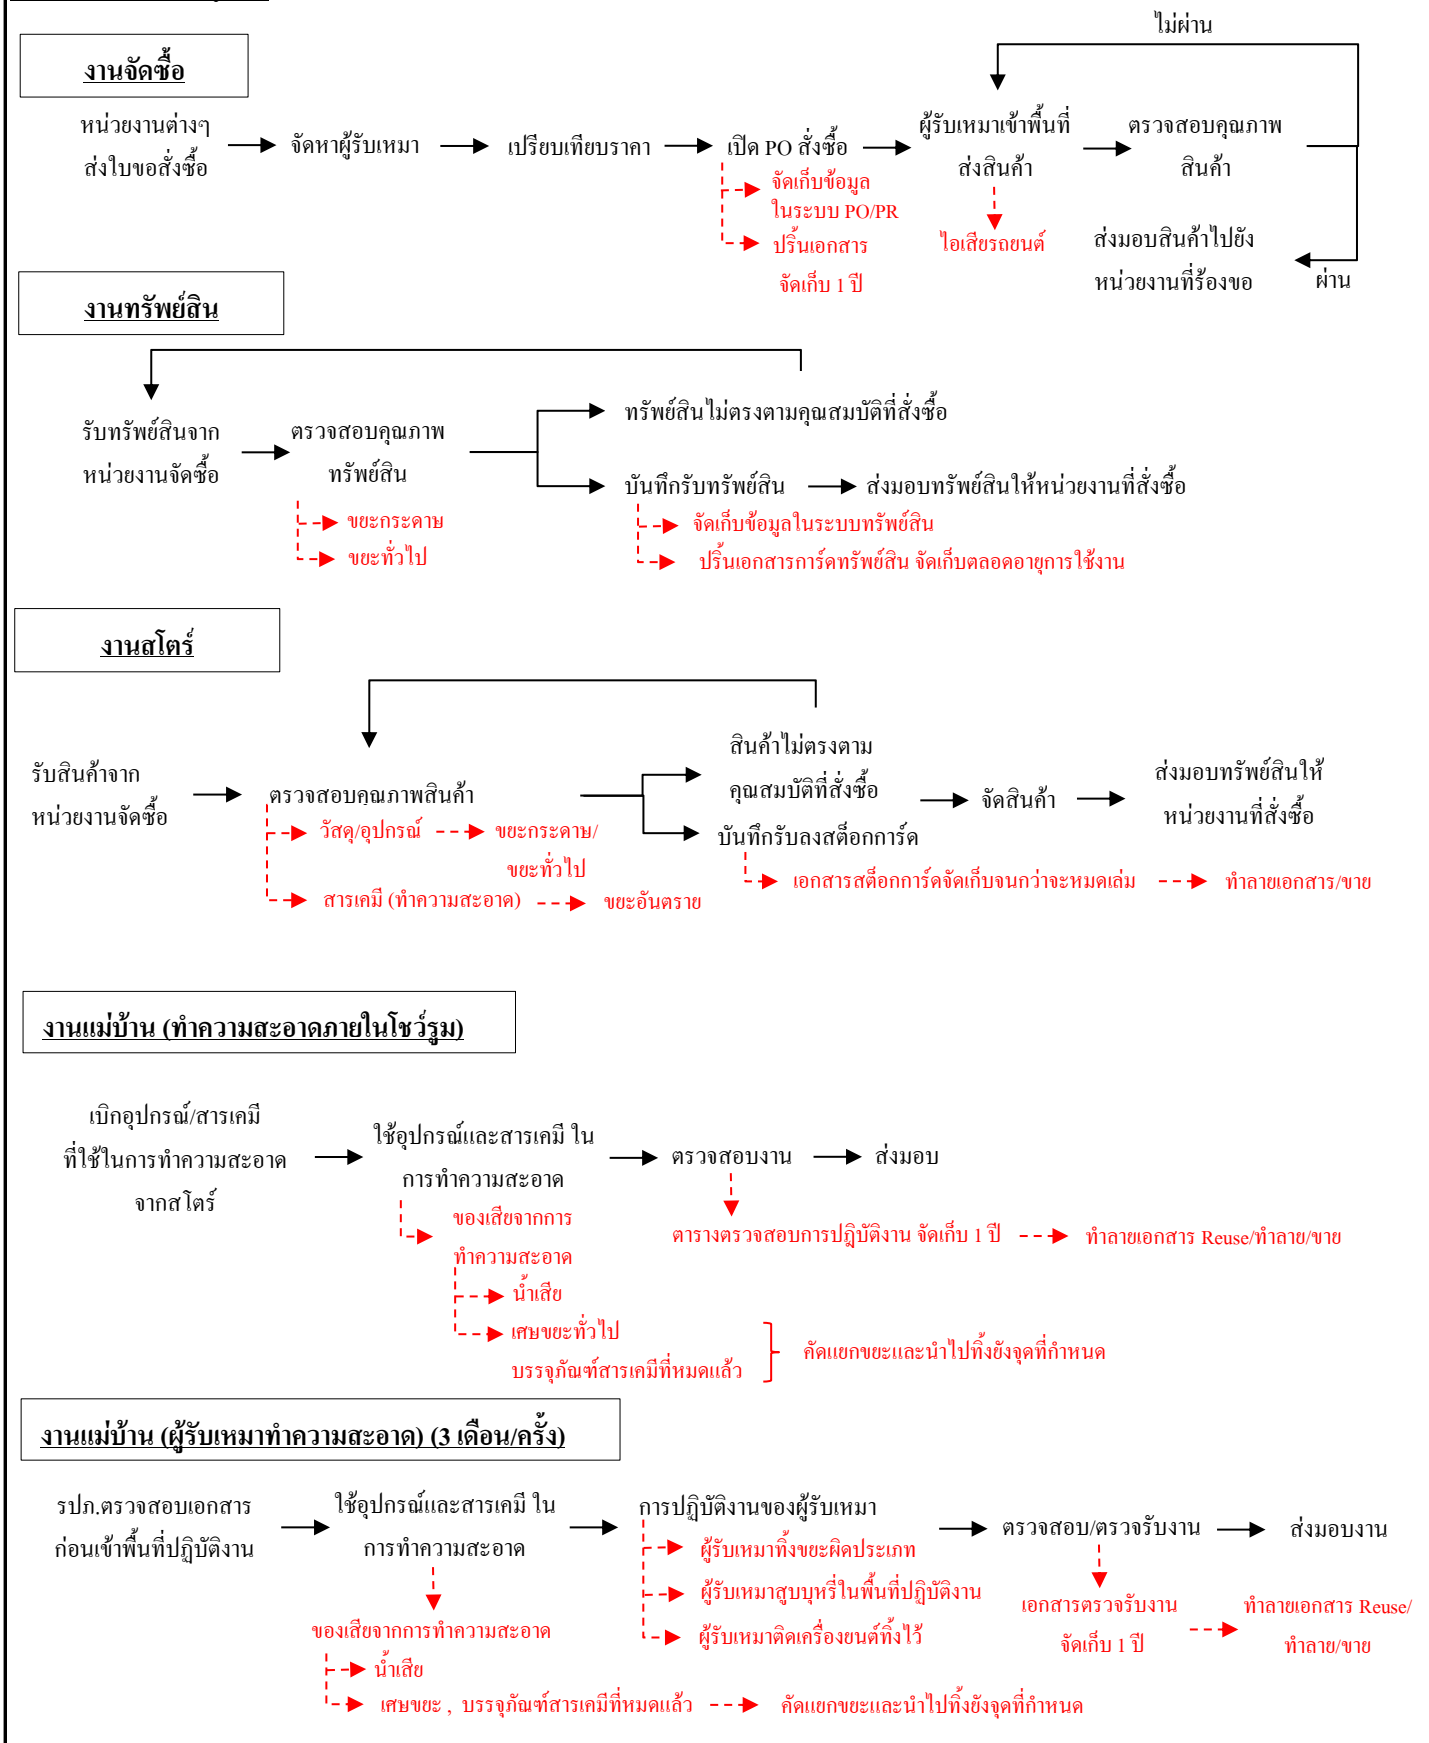 งานจัดซื้อ
ไม่ผ่าน
หน่วยงานต่างๆ
ส่งใบขอสั่งซื้อ
จัดหาผู้รับเหมา
เปรียบเทียบราคา
เปิด PO สั่งซื้อ
จัดเก็บข้อมูล
ในระบบ PO/PR
ปริ้นเอกสาร
จัดเก็บ 1 ปี
ผู้รับเหมาเข้าพื้นที่
ส่งสินค้า
ไอเสียรถยนต์
ตรวจสอบคุณภาพ
สินค้า
ส่งมอบสินค้าไปยัง
หน่วยงานที่ร้องขอ
ผ่าน
งานทรัพย์สิน
รับทรัพย์สินจาก
หน่วยงานจัดซื้อ
ตรวจสอบคุณภาพ
ทรัพย์สิน
ขยะกระดาษ
ขยะทั่วไป
ทรัพย์สินไม่ตรงตามคุณสมบัติที่สั่งซื้อ
บันทึกรับทรัพย์สิน
ส่งมอบทรัพย์สินให้หน่วยงานที่สั่งซื้อ
จัดเก็บข้อมูลในระบบทรัพย์สิน
ปริ้นเอกสารการ์ดทรัพย์สิน จัดเก็บตลอดอายุการใช้งาน
งานสโตร์
รับสินค้าจาก
หน่วยงานจัดซื้อ
ตรวจสอบคุณภาพสินค้า
วัสดุ/อุปกรณ์
ขยะกระดาษ/
ขยะทั่วไป
สารเคมี (ทำความสะอาด)
ขยะอันตราย
สินค้าไม่ตรงตาม
คุณสมบัติที่สั่งซื้อ
บันทึกรับลงสต็อกการ์ด
จัดสินค้า
ส่งมอบทรัพย์สินให้
หน่วยงานที่สั่งซื้อ
เอกสารสต็อกการ์ดจัดเก็บจนกว่าจะหมดเล่ม
ทำลายเอกสาร/ขาย
งานแม่บ้าน (ทำความสะอาดภายในโชว์รูม)
เบิกอุปกรณ์/สารเคมี
ที่ใช้ในการทำความสะอาด
จากสโตร์
ใช้อุปกรณ์และสารเคมี ใน
การทำความสะอาด
ของเสียจากการ
ทำความสะอาด
น้ำเสีย
เศษขยะทั่วไป
บรรจุภัณฑ์สารเคมีที่หมดแล้ว
คัดแยกขยะและนำไปทิ้งยังจุดที่กำหนด
ตรวจสอบงาน
ส่งมอบ
ตารางตรวจสอบการปฎิบัติงาน จัดเก็บ 1 ปี
ทำลายเอกสาร Reuse/ทำลาย/ขาย
งานแม่บ้าน (ผู้รับเหมาทำความสะอาด) (3 เดือน/ครั้ง)
รปภ.ตรวจสอบเอกสาร
ก่อนเข้าพื้นที่ปฏิบัติงาน
ใช้อุปกรณ์และสารเคมี ใน
การทำความสะอาด
ของเสียจากการทำความสะอาด
น้ำเสีย
เศษขยะ , บรรจุภัณฑ์สารเคมีที่หมดแล้ว
คัดแยกขยะและนำไปทิ้งยังจุดที่กำหนด
การปฏิบัติงานของผู้รับเหมา
ผู้รับเหมาทิ้งขยะผิดประเภท
ผู้รับเหมาสูบบุหรี่ในพื้นที่ปฏิบัติงาน
ผู้รับเหมาติดเครื่องยนต์ทิ้งไว้
ตรวจสอบ/ตรวจรับงาน
ส่งมอบงาน
เอกสารตรวจรับงาน
จัดเก็บ 1 ปี
ทำลายเอกสาร Reuse/
ทำลาย/ขาย